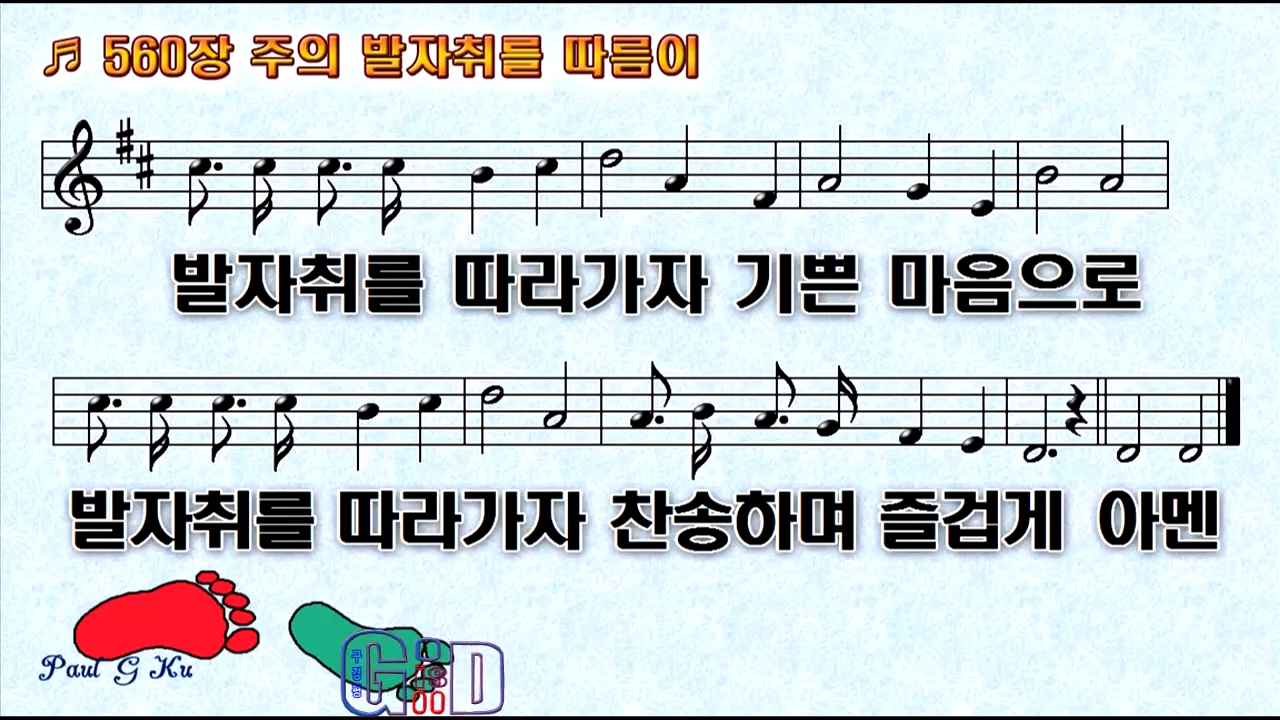 ♬ 560장 주의 발자취를 따름이
발자취를 따라가자 기쁜 마음으로
발자취를 따라가자 찬송하며 즐겁게 아멘
Paul G Ku